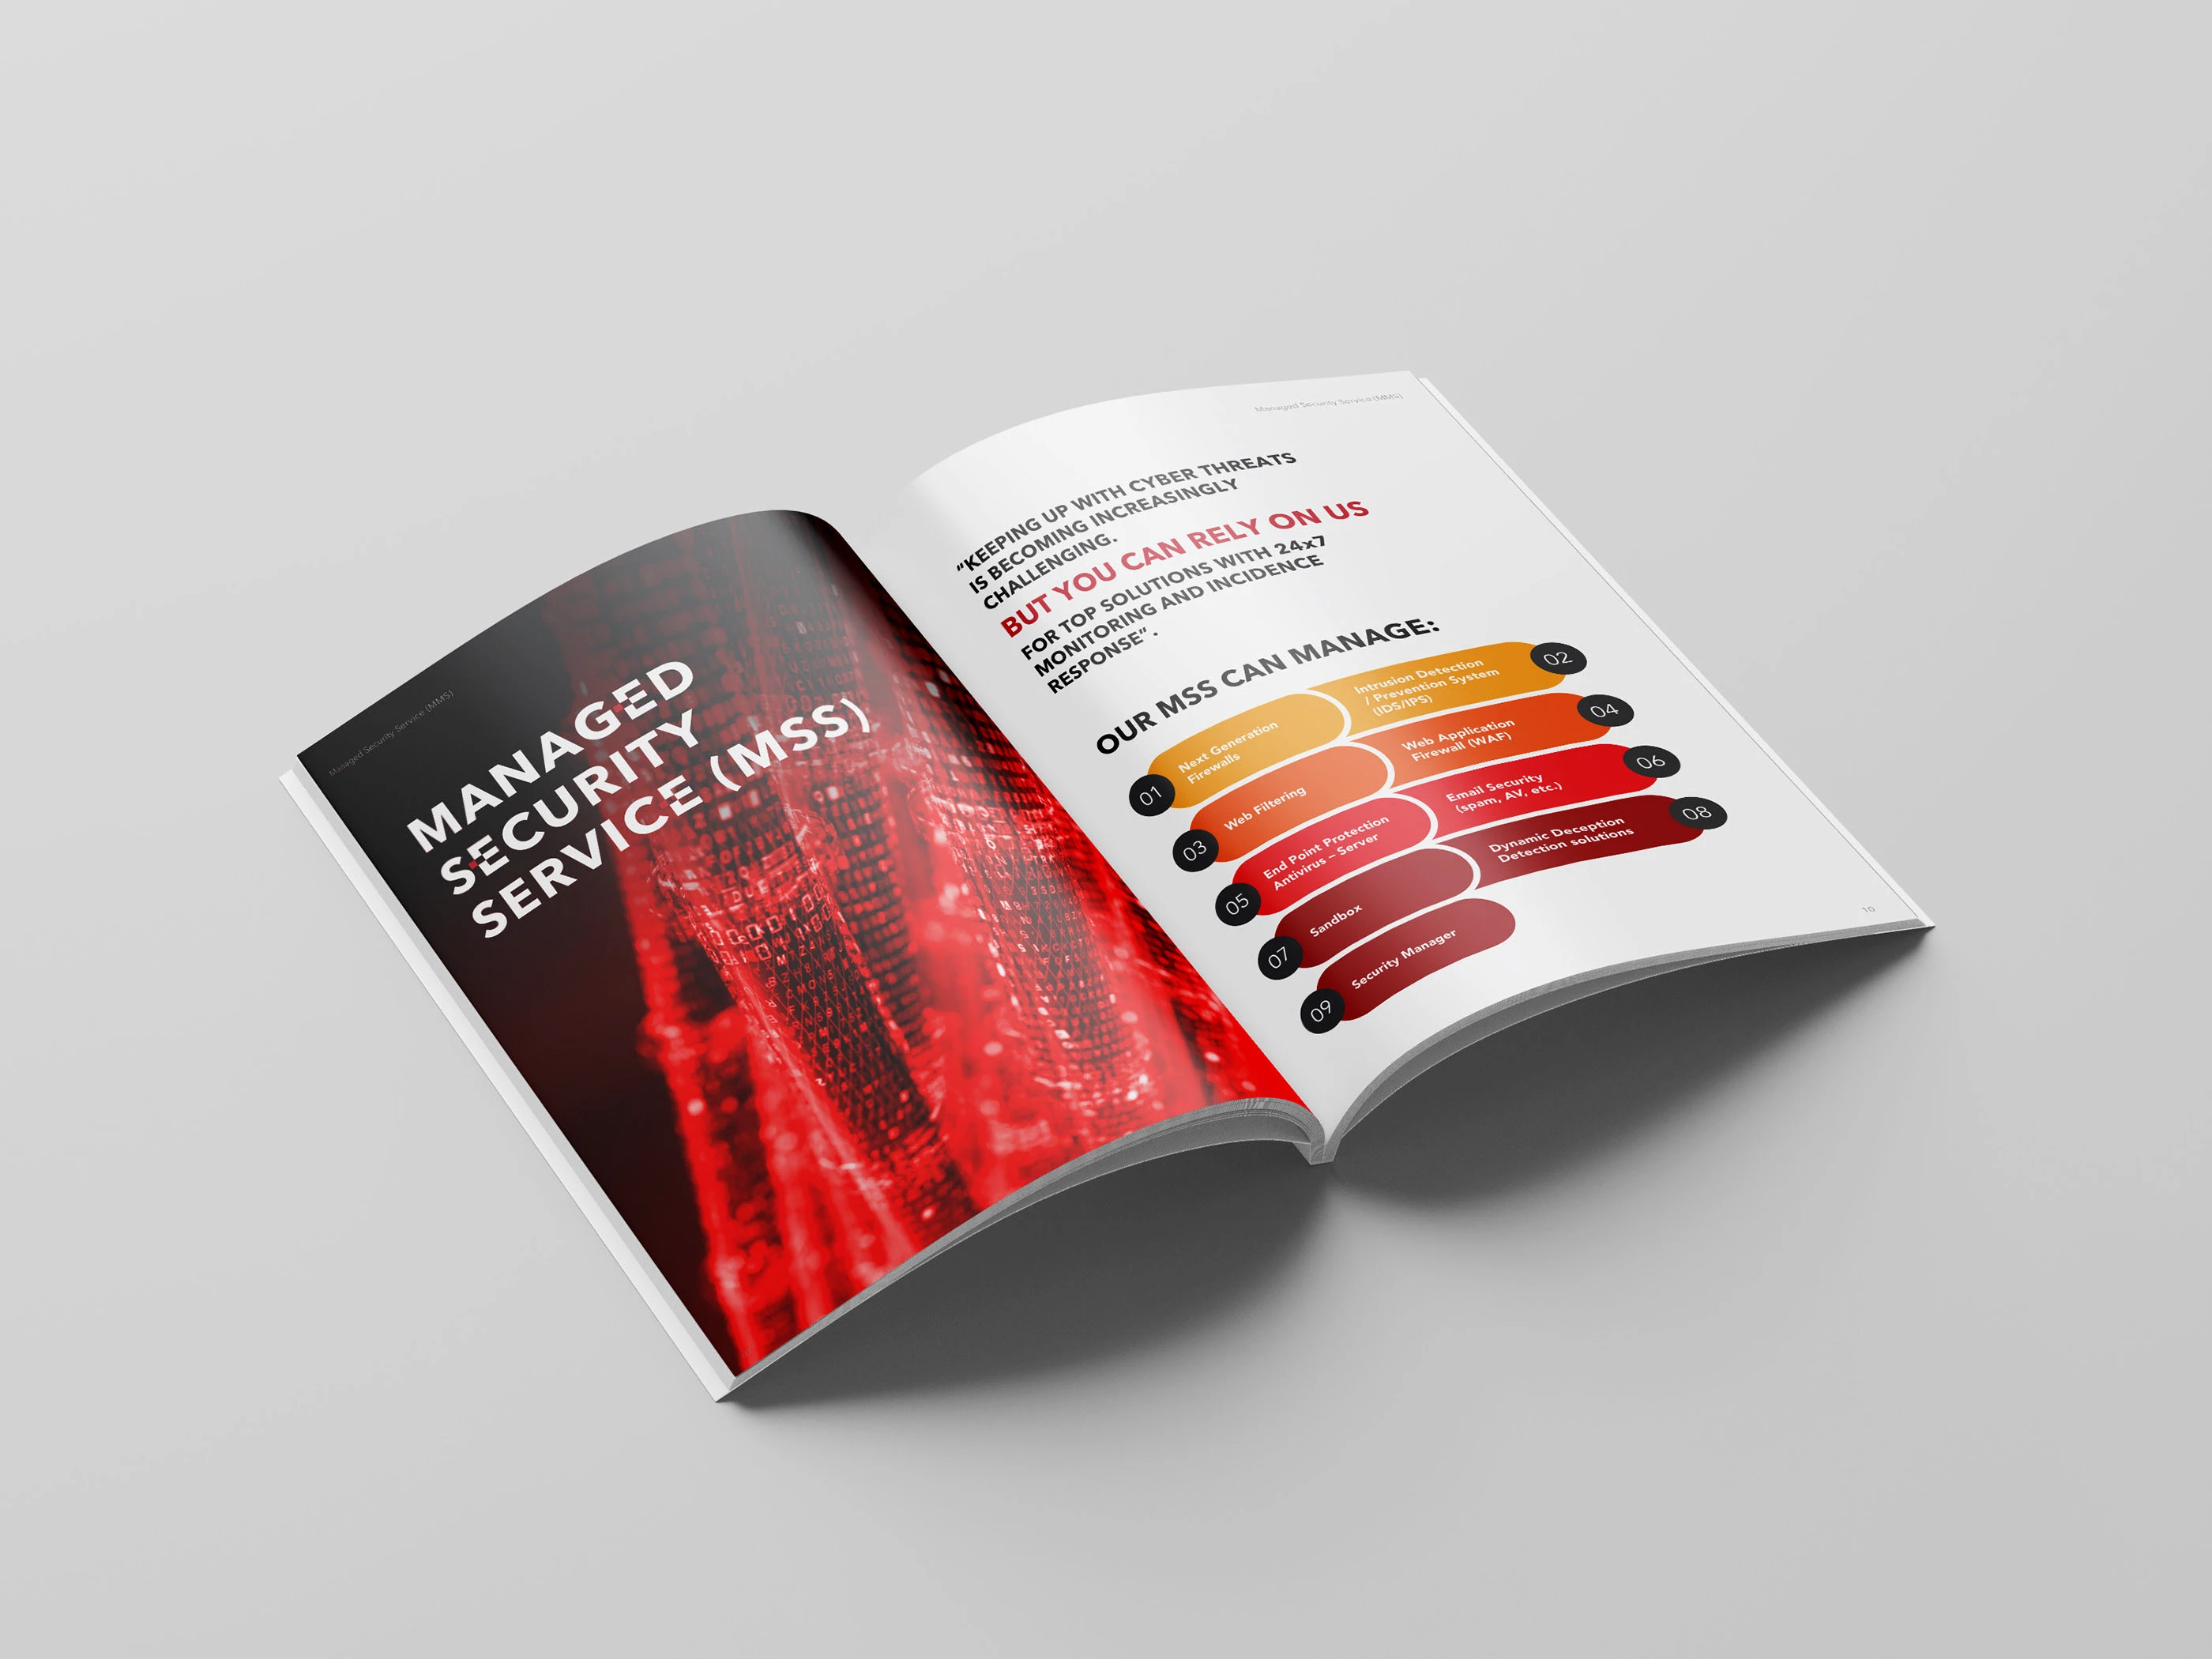 Managed Security Service (MMS)
MANAGED
SECURITY
SERVICE (MSS)
Managed Security Service (MMS)
“KEEPING UP WITH CYBER THREATS
IS BECOMING INCREASINGLY
CHALLENGING.
BUT YOU CAN RELY ON US
FOR TOP SOLUTIONS WITH 24x7
MONITORING AND INCIDENCE
RESPONSE” .
OUR MSS CAN MANAGE:
01
Next Generation
Firewalls
02
Intrusion Detection
/ Prevention System
(IDS/IPS)
03
Web Filtering
04
Web Application
Firewall (WAF)
05
End Point Protection
Antivirus – Server
06
Email Security
(spam, AV, etc.)
07
Sandbox
08
Dynamic Deception
Detection solutions
09
Security Manager
10